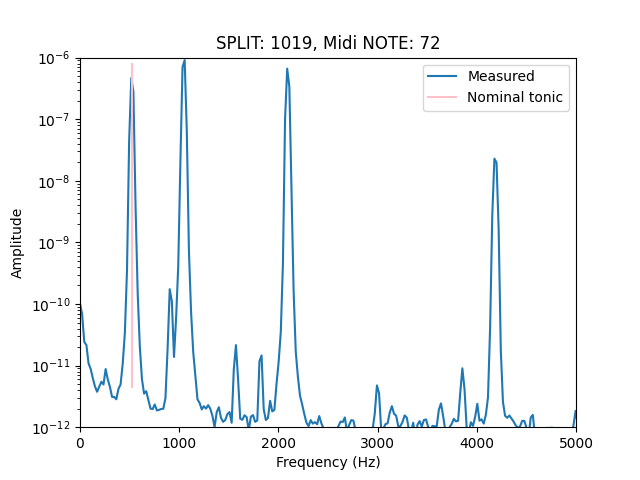 SPLIT: 1019, Midi NOTE: 72
Measured
Nominal tonic
10⁻⁶
10⁻⁷
10⁻⁸
10⁻⁹
10⁻¹⁰
10⁻¹¹
10⁻¹²
Amplitude
0 1000 2000 3000 4000 5000
Frequency (Hz)